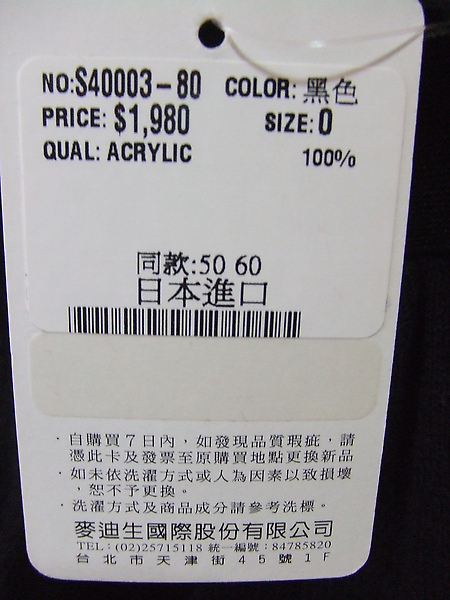 NO:S40003-80 COLOR: 黑色
PRICE: $1,980 SIZE: 0
QUAL: ACRYLIC 100%
同款:50 60
日本進口
·自購買7日內，如發現品質瑕疵，請
憑此卡及發票至原購買地點更換新品
·如未依洗濯方式或人為因素以致損壞
，恕不予更換。
·洗濯方式及商品成分請參考洗標。
麥迪生國際股份有限公司
TEL:(02)25715118 統一編號:84785820
台北市天津街45號1F